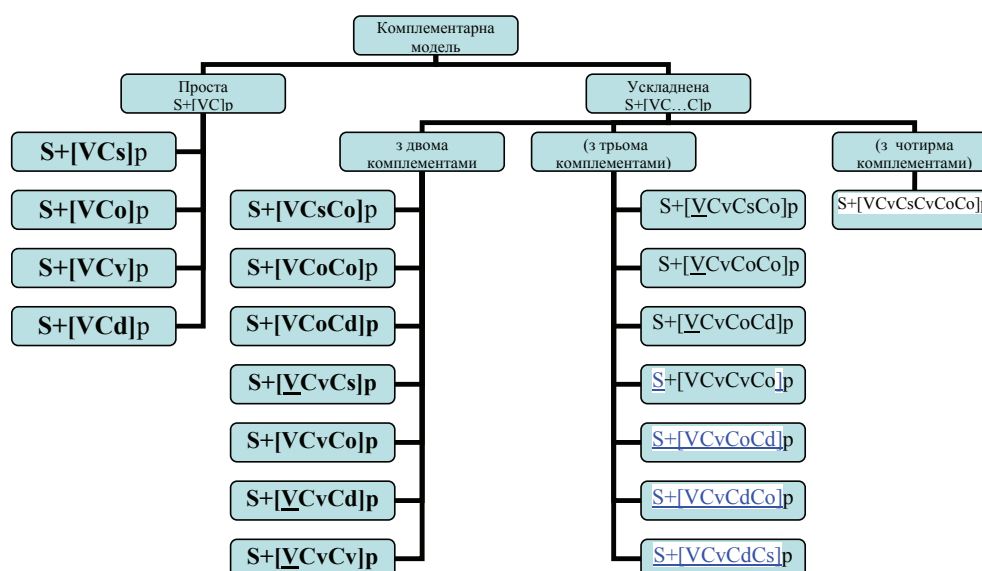 Комплементарна
модель
Проста
S+[VC]p
Ускладнена
S+[VC…C]p
S+[VCs]p
S+[VCo]p
S+[VCv]p
S+[VCd]p
з двома
комплементами
S+[VCsCo]p
S+[VCoCo]p
S+[VCoCd]p
S+[VCvCs]p
S+[VCvCo]p
S+[VCvCd]p
S+[VCvCv]p
(з трьома
комплементами)
S+[VCvCsCo]p
S+[VCvCoCo]p
S+[VCvCoCd]p
S+[VCvCvCo]p
S+[VCvCoCd]p
S+[VCvCdCo]p
S+[VCvCdCs]p
(з чотирма
комплементами)
S+[VCvCsCvCoCo]p